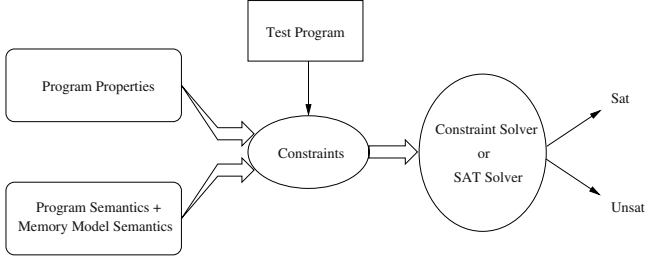 Test Program
Program Properties
Constraints
Constraint Solver
or
SAT Solver
Sat
Unsat
Program Semantics +
Memory Model Semantics